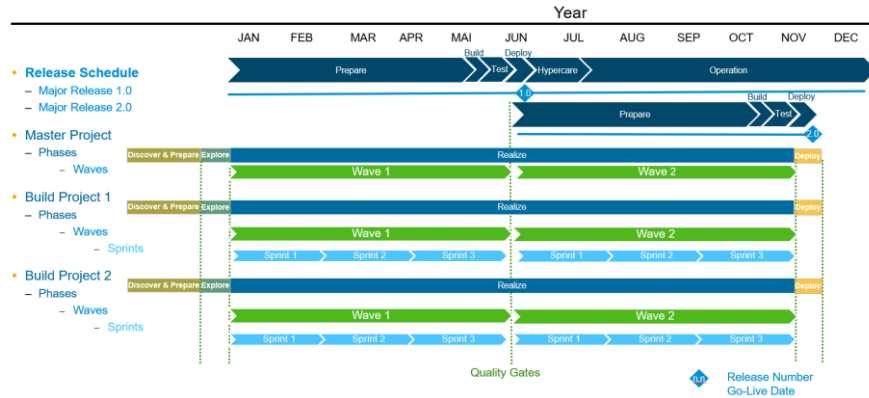 Year
JAN FEB MAR APR MAI JUN JUL AUG SEP OCT NOV DEC
Build Deploy
Prepare Test Hypercare Operation
• Release Schedule
– Major Release 1.0
1.0
– Major Release 2.0
Build Deploy
Prepare Test
2.0
• Master Project
– Phases
Discover & Prepare Explore Realize Deploy
– Waves
Wave 1 Wave 2
• Build Project 1
– Phases
Discover & Prepare Explore Realize Deploy
– Waves
Wave 1 Wave 2
– Sprints
Sprint 1 Sprint 2 Sprint 3 Sprint 1 Sprint 2 Sprint 3
• Build Project 2
– Phases
Discover & Prepare Explore Realize Deploy
– Waves
Wave 1 Wave 2
– Sprints
Sprint 1 Sprint 2 Sprint 3 Sprint 1 Sprint 2 Sprint 3
Quality Gates
0.0 Release Number
Go-Live Date